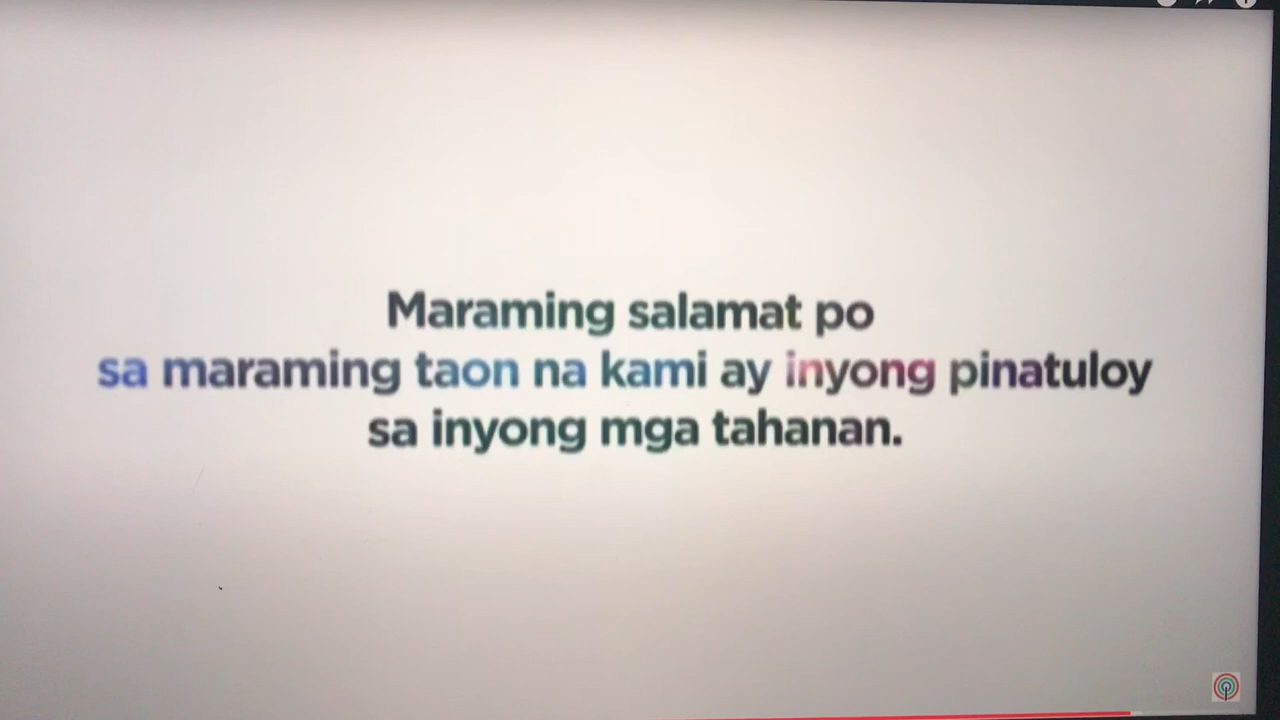 Maraming salamat po
sa maraming taon na kami ay inyong pinatuloy
sa inyong mga tahanan.